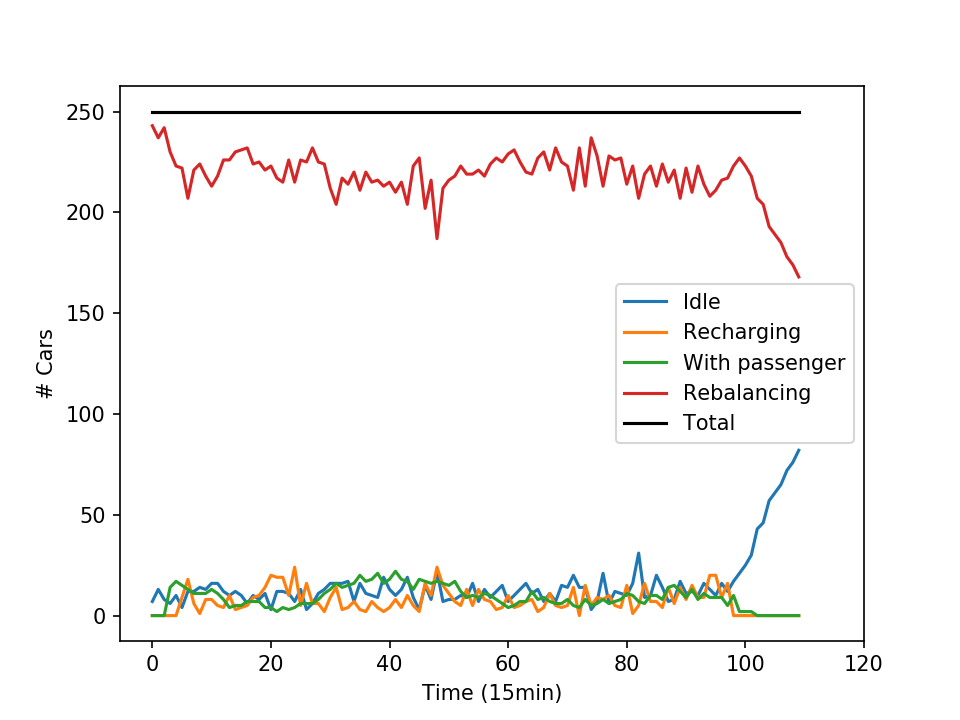 250
200
150
100
50
0
# Cars
Idle
Recharging
With passenger
Rebalancing
Total
0 20 40 60 80 100 120
Time (15min)